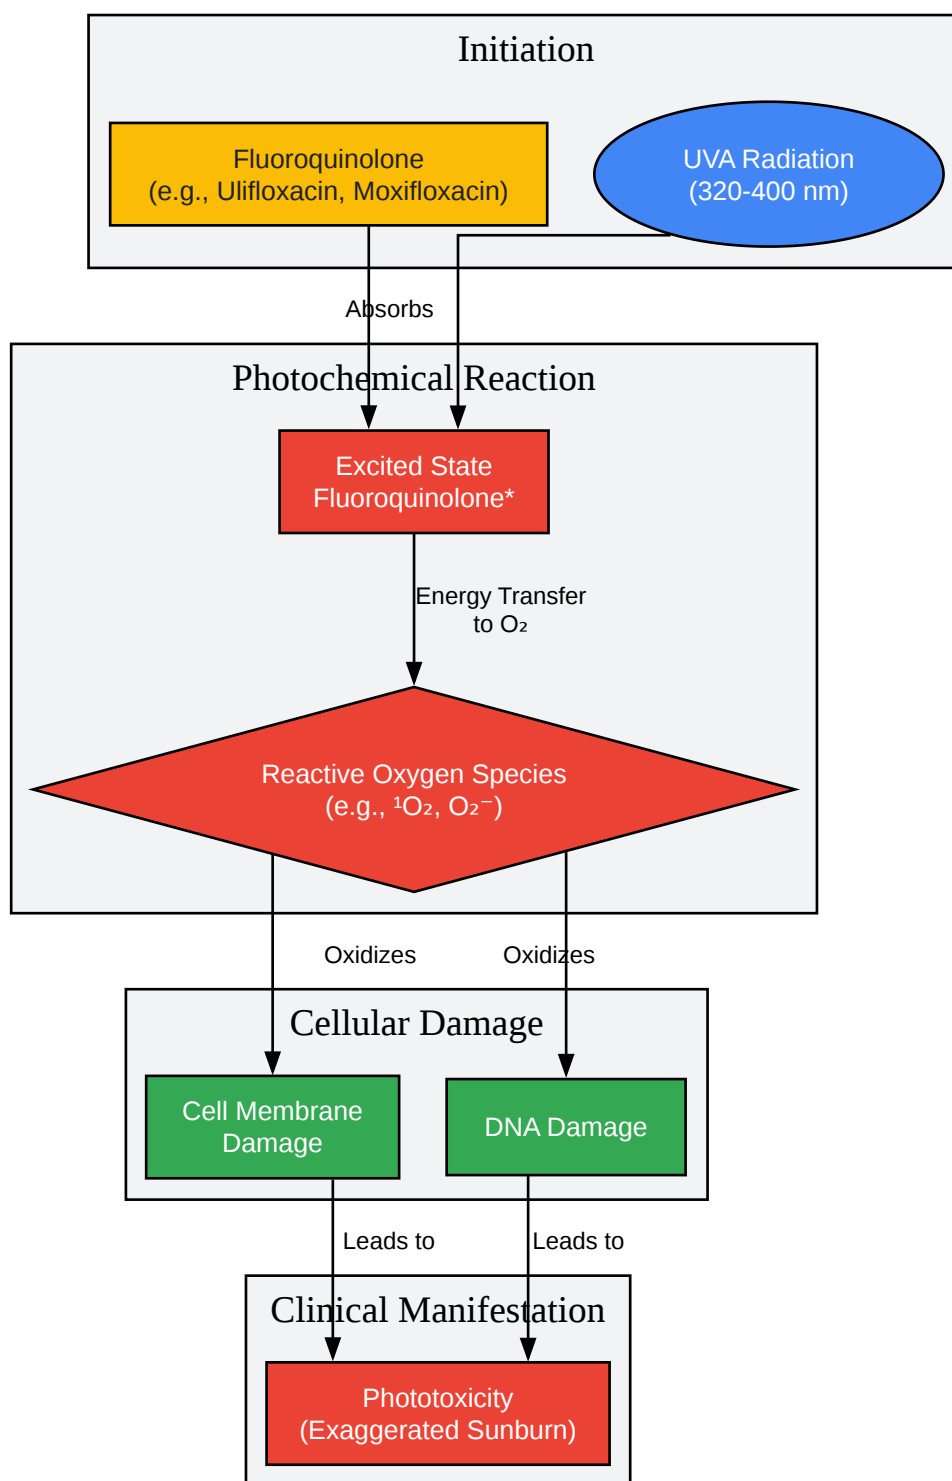 Initiation
Fluoroquinolone
(e.g., Ulifloxacin, Moxifloxacin)
UVA Radiation
(320-400 nm)
Absorbs
Photochemical Reaction
Excited State
Fluoroquinolone*
Energy Transfer
to O₂
Reactive Oxygen Species
(e.g., ¹O₂, O₂⁻)
Oxidizes
Oxidizes
Cellular Damage
Cell Membrane
Damage
DNA Damage
Leads to
Leads to
Clinical Manifestation
Phototoxicity
(Exaggerated Sunburn)